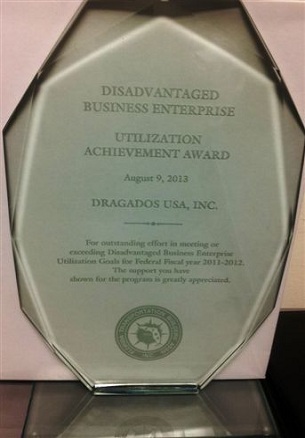 DISADVANTAGED
BUSINESS ENTERPRISE
UTILIZATION
ACHIEVEMENT AWARD
August 9, 2013
DRAGADOS USA, INC.
For outstanding effort in meeting or
exceeding Disadvantaged Business Enterprise
Utilization Goals for Federal Fiscal year 2011-2012.
The support you have
shown for the program is greatly appreciated.